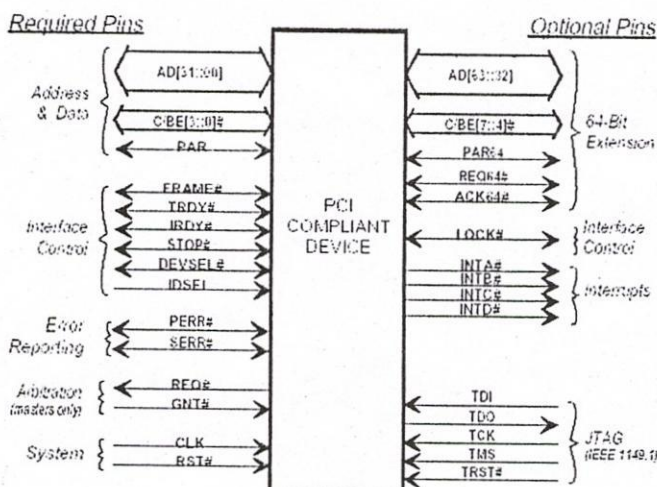 Required Pins
Optional Pins
Address
& Data
AD[31::00]
C/BE[3::0]#
PAR
Interface
Control
FRAME#
TRDY#
IRDY#
STOP#
DEVSEL#
IDSEL
Error
Reporting
PERR#
SERR#
Arbitration
(masters only)
REQ#
GNT#
System
CLK
RST#
PCI
COMPLIANT
DEVICE
AD[63::32]
C/BE[7::4]#
PAR64
REQ64#
ACK64#
64-Bit
Extension
LOCK#
Interface
Control
INTA#
INTB#
INTC#
INTD#
Interrupts
TDI
TDO
TCK
TMS
TRST#
JTAG
(IEEE 1149.1)